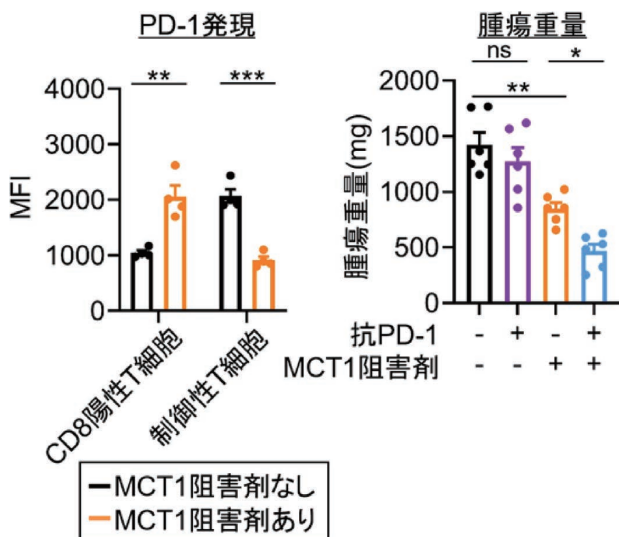 PD-1発現
** ***
4000
3000
2000
1000
0
MFI
CD8陽性T細胞
制御性T細胞
MCT1阻害剤なし
MCT1阻害剤あり
腫瘍重量
ns *
**
2000
1500
1000
500
0
腫瘍重量(mg)
抗PD-1 - + - +
MCT1阻害剤 - - + +